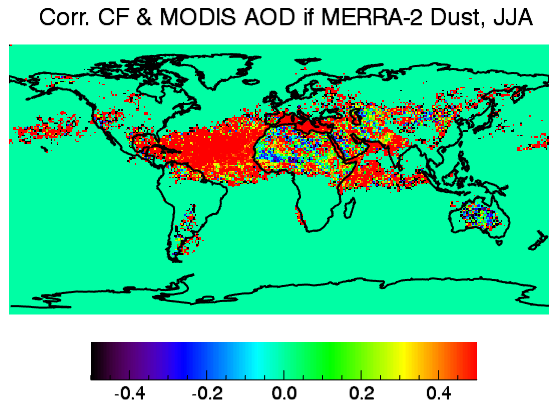 Corr. CF & MODIS AOD if MERRA-2 Dust, JJA
-0.4 -0.2 0.0 0.2 0.4